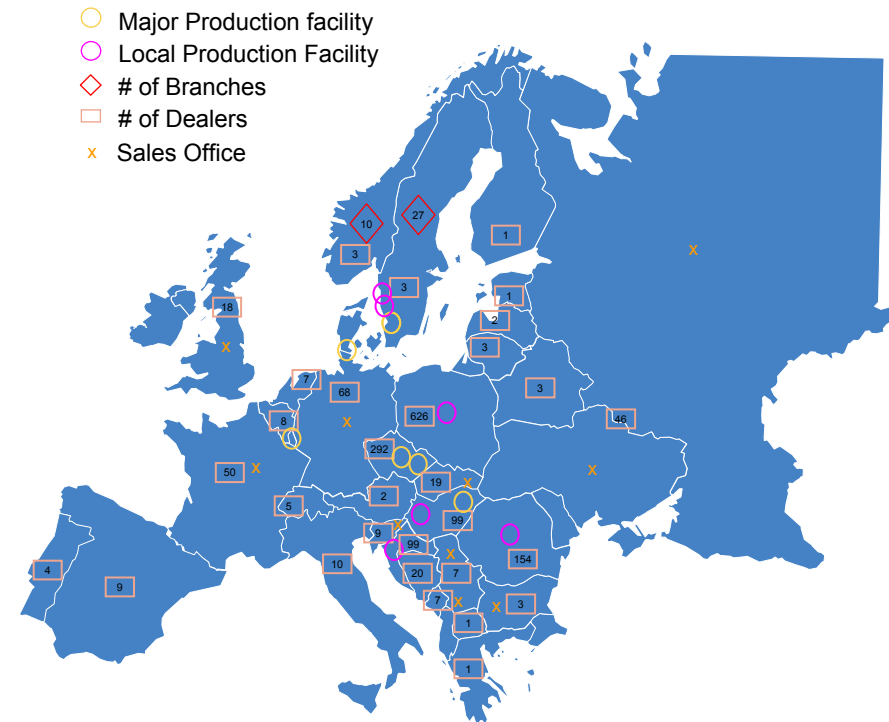 Major Production facility
Local Production Facility
# of Branches
# of Dealers
x Sales Office
10
27
3
1
x
3
1
18
2
x
3
7
68
3
626
8
x
46
292
50
x
19
x
x
5
2
99
x
9
99
x
154
10
20
7
4
9
7
x
x
3
1
1